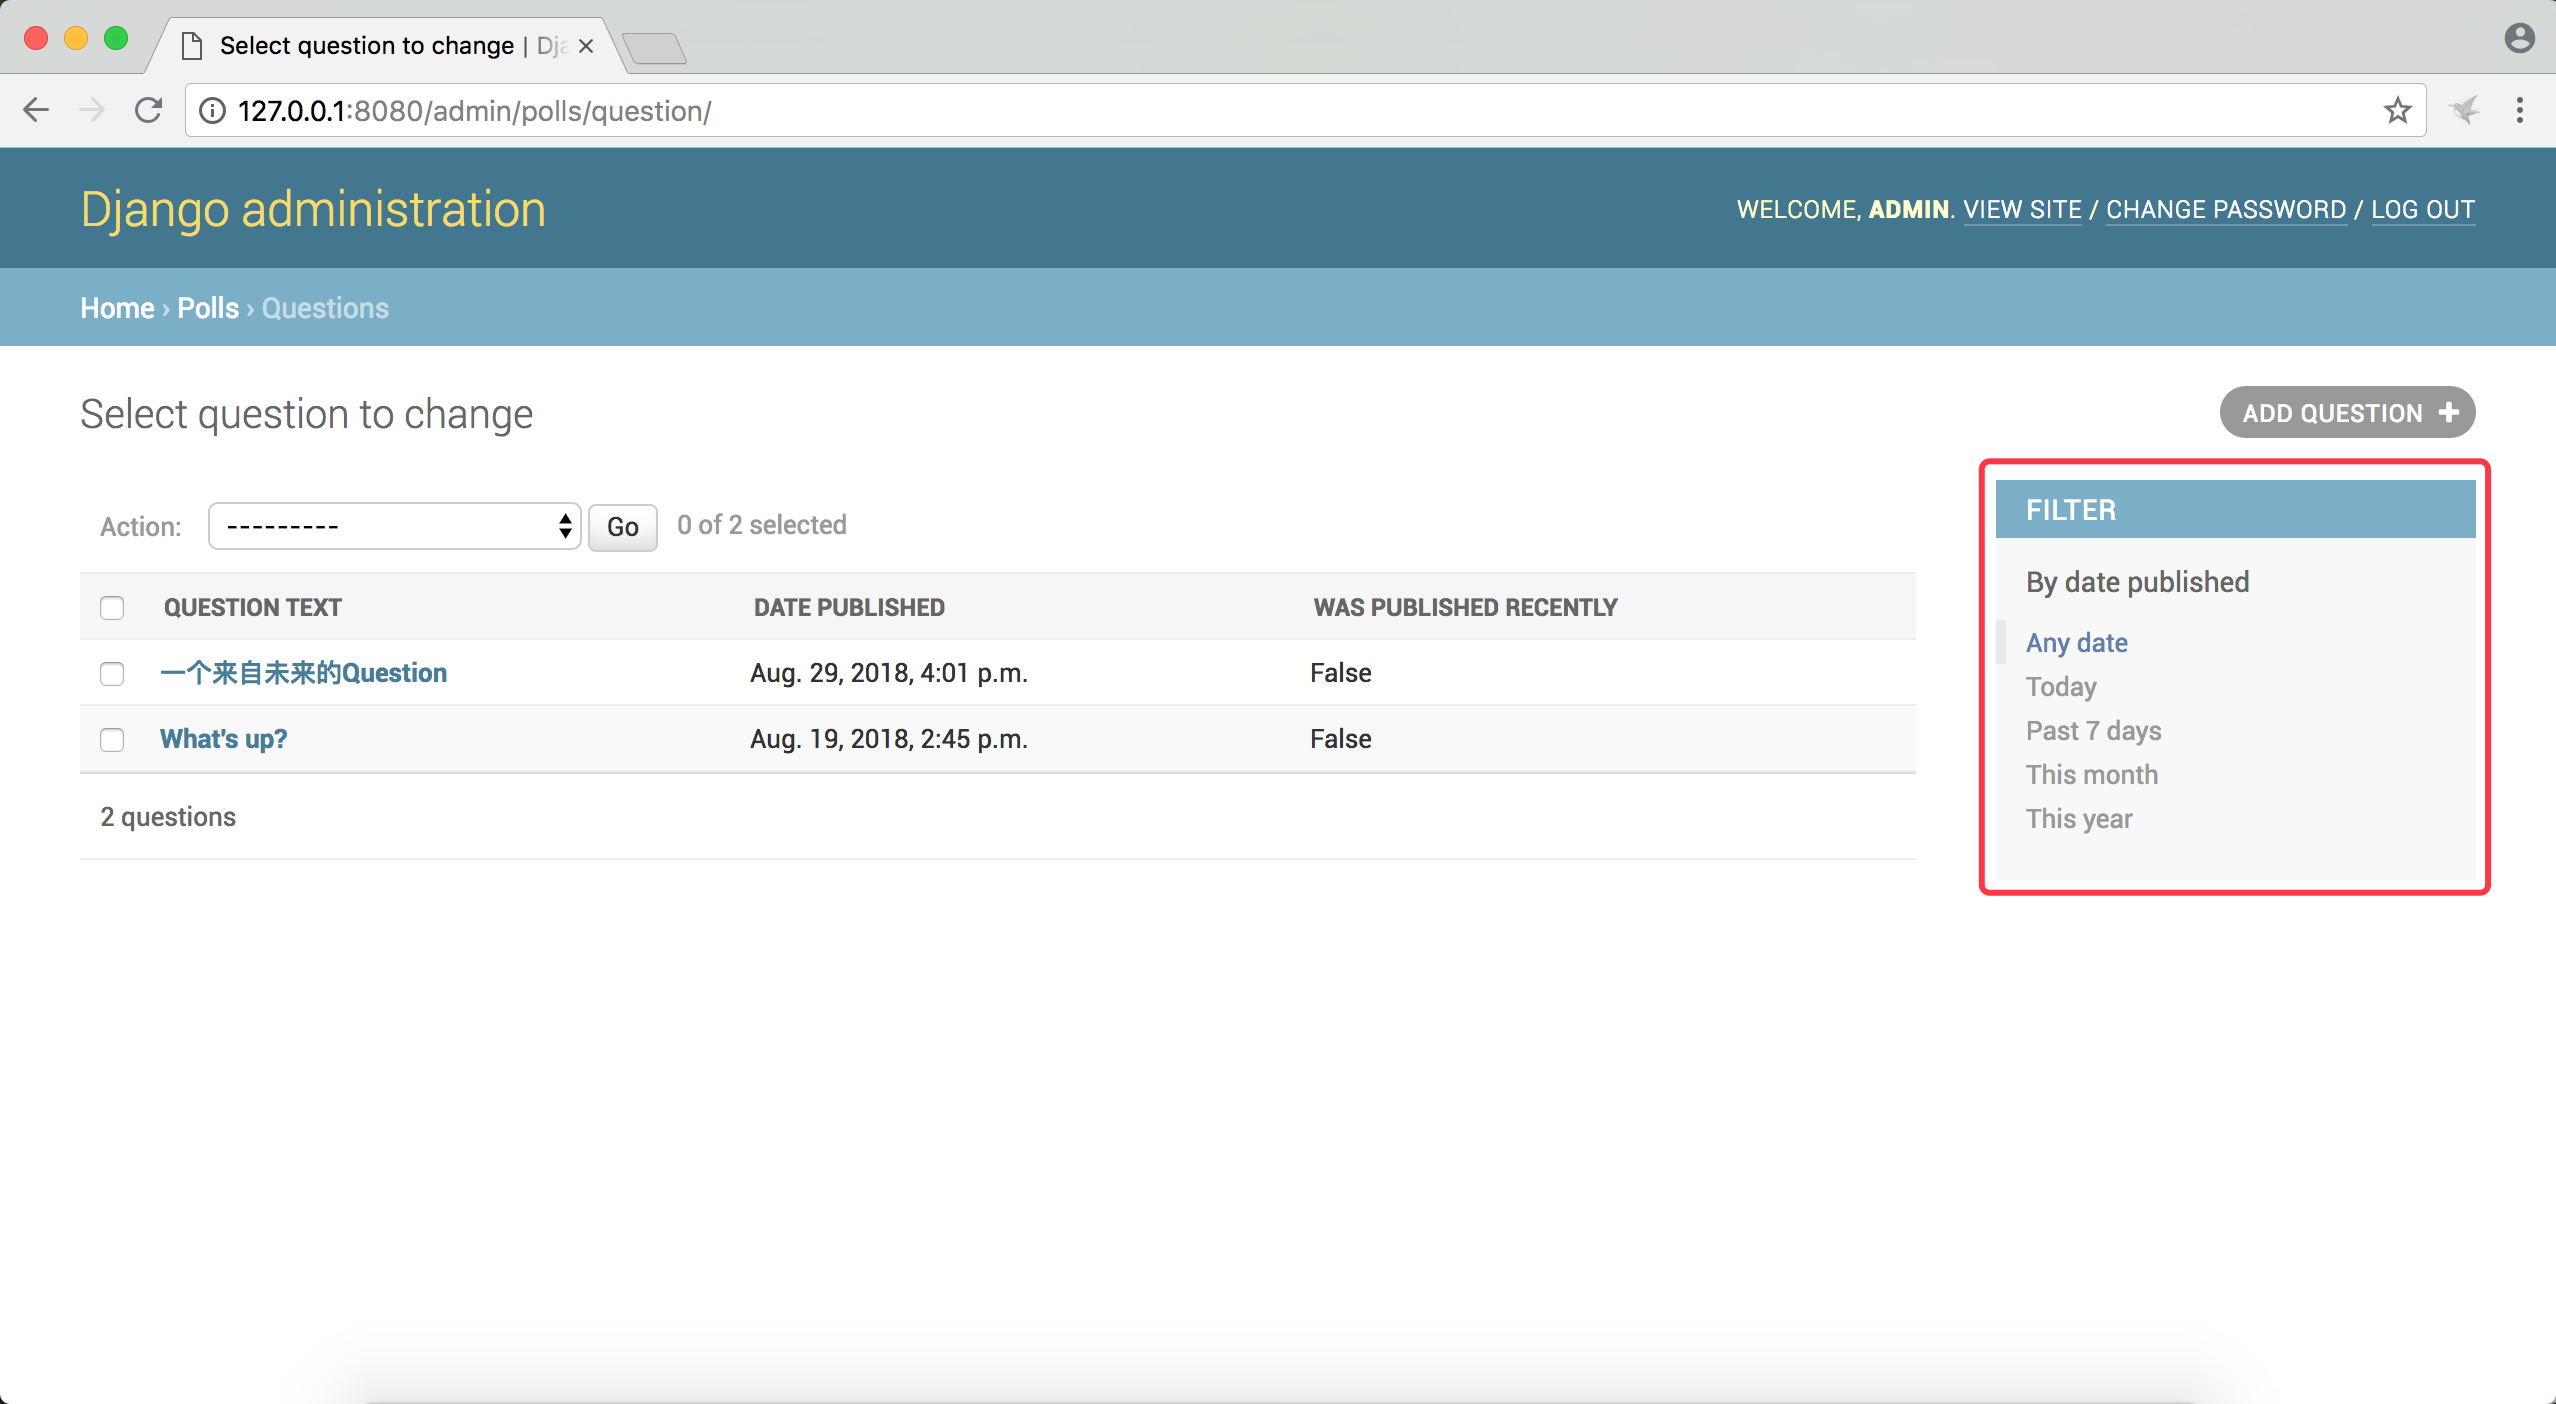 Select question to change | Dja
127.0.0.1:8080/admin/polls/question/
Django administration
WELCOME, ADMIN. VIEW SITE / CHANGE PASSWORD / LOG OUT
Home › Polls › Questions
Select question to change
ADD QUESTION +
Action: --------- Go 0 of 2 selected
QUESTION TEXT DATE PUBLISHED WAS PUBLISHED RECENTLY
一个来自未来的Question Aug. 29, 2018, 4:01 p.m. False
What's up? Aug. 19, 2018, 2:45 p.m. False
2 questions
FILTER
By date published
Any date
Today
Past 7 days
This month
This year